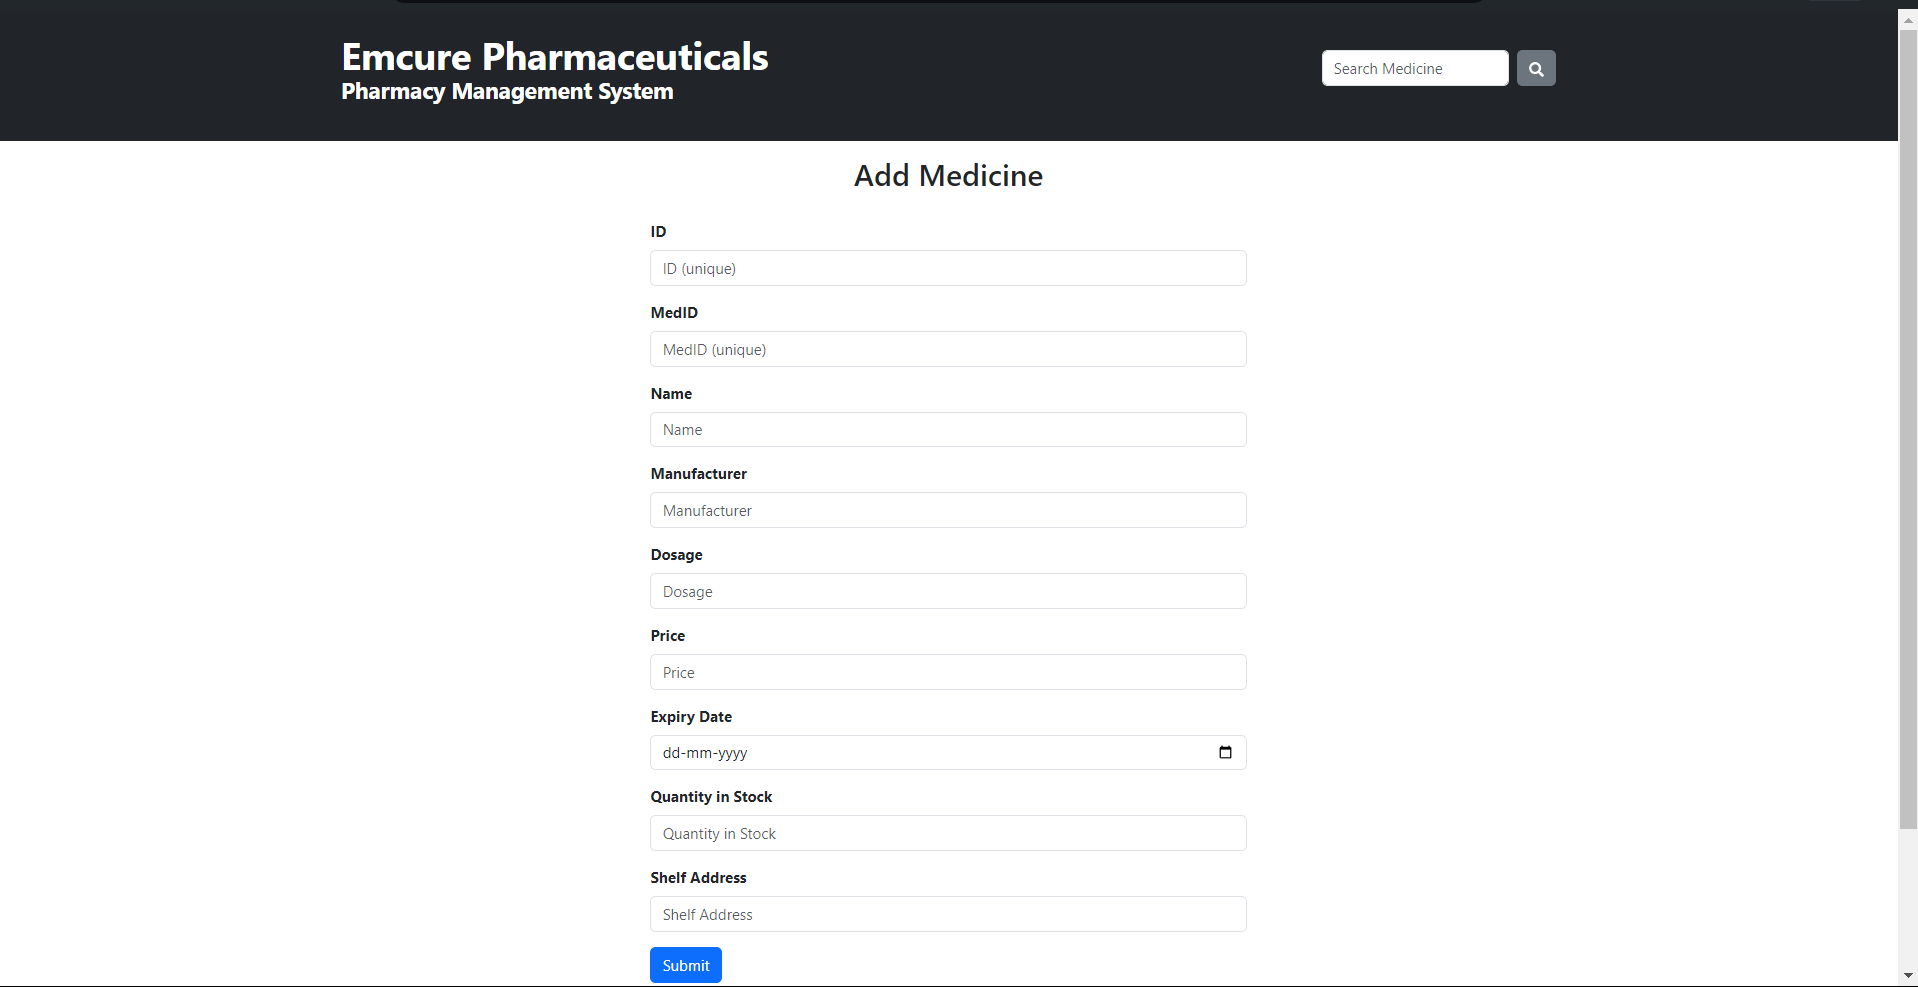 Emcure Pharmaceuticals
Pharmacy Management System
Search Medicine
Add Medicine
ID
ID (unique)
MedID
MedID (unique)
Name
Name
Manufacturer
Manufacturer
Dosage
Dosage
Price
Price
Expiry Date
dd-mm-yyyy
Quantity in Stock
Quantity in Stock
Shelf Address
Shelf Address
Submit